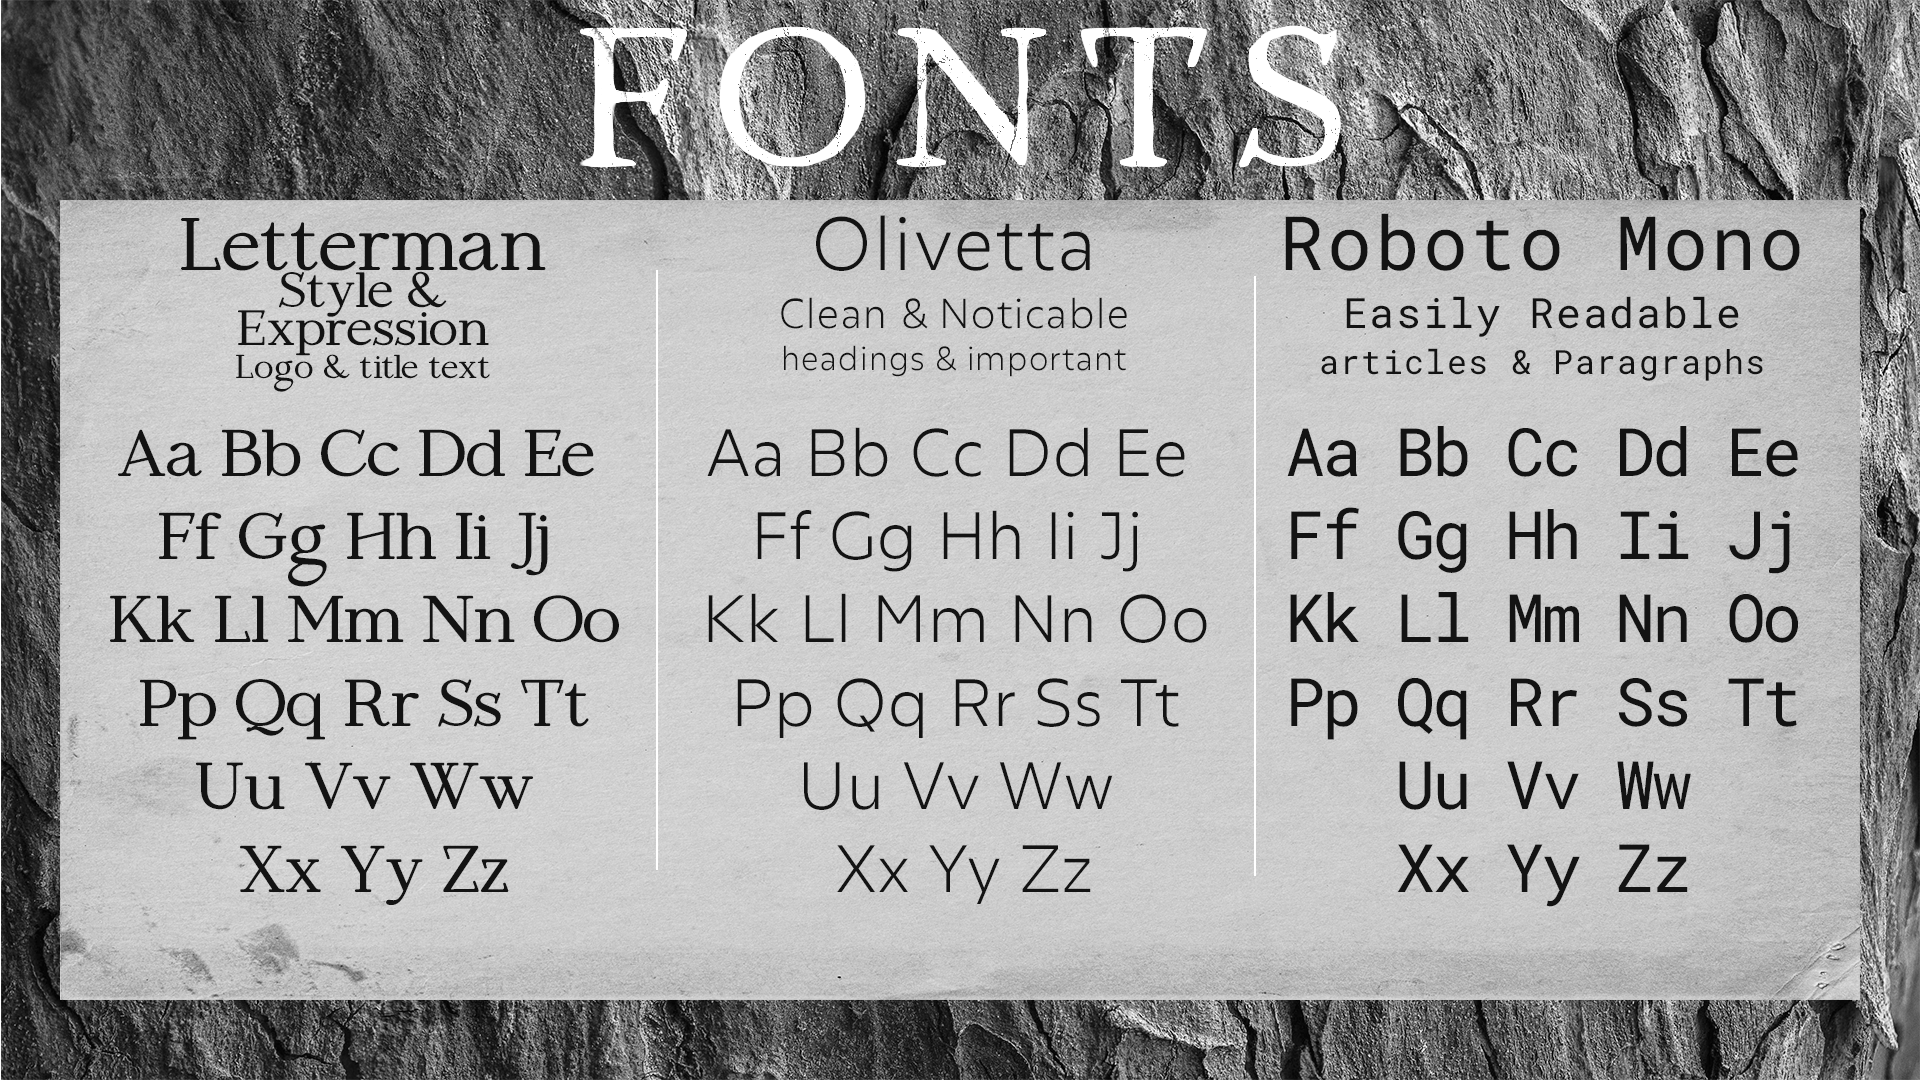 FONTS
Letterman
Style &
Expression
Logo & title text
Aa Bb Cc Dd Ee
Ff Gg Hh Ii Jj
Kk Ll Mm Nn Oo
Pp Qq Rr Ss Tt
Uu Vv Ww
Xx Yy Zz
Olivetta
Clean & Noticable
headings & important
Aa Bb Cc Dd Ee
Ff Gg Hh Ii Jj
Kk Ll Mm Nn Oo
Pp Qq Rr Ss Tt
Uu Vv Ww
Xx Yy Zz
Roboto Mono
Easily Readable
articles & Paragraphs
Aa Bb Cc Dd Ee
Ff Gg Hh Ii Jj
Kk Ll Mm Nn Oo
Pp Qq Rr Ss Tt
Uu Vv Ww
Xx Yy Zz